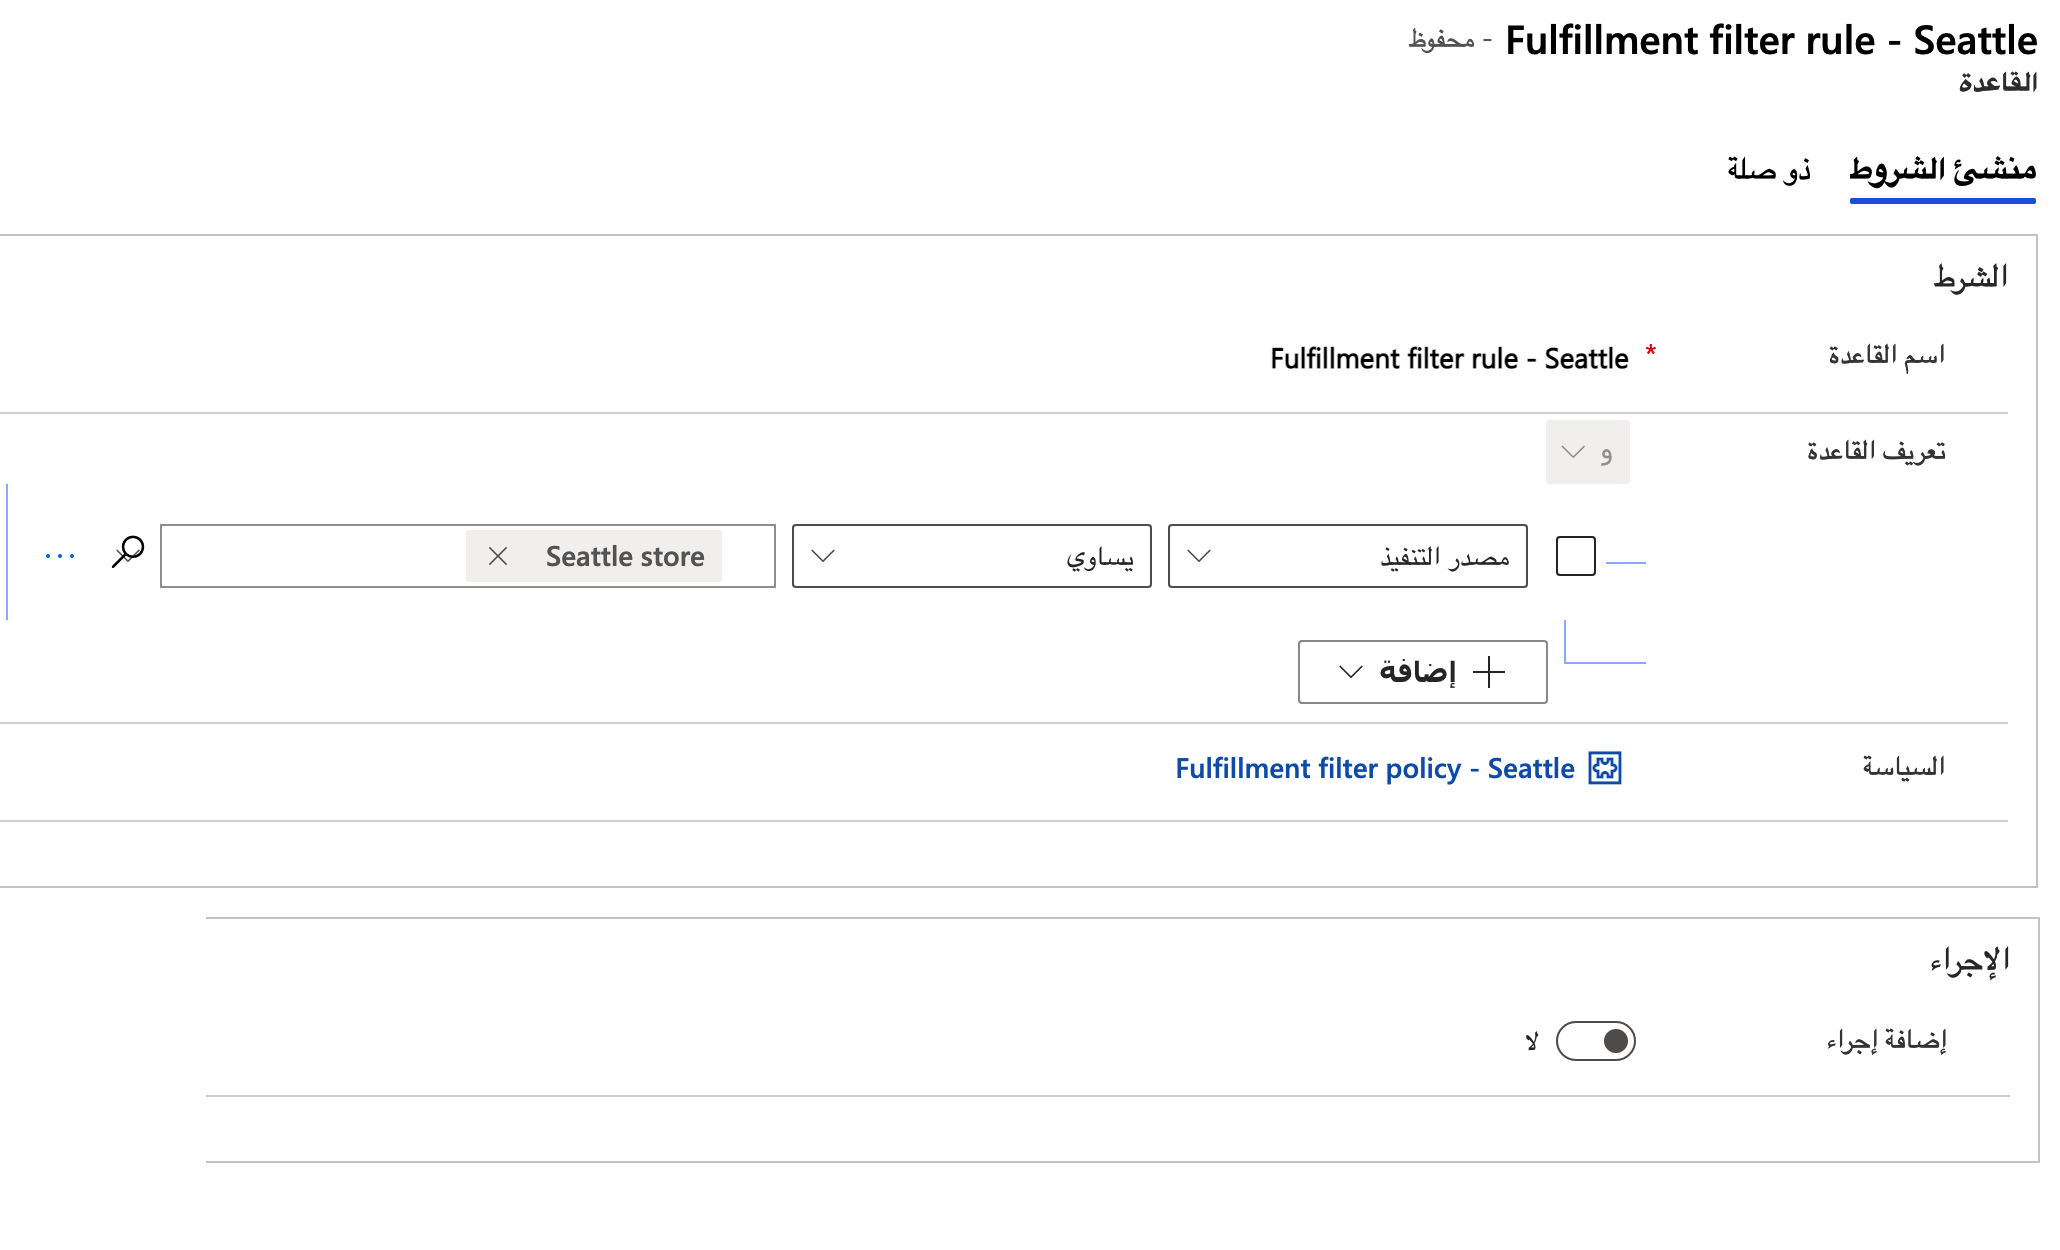 Fulfillment filter rule - Seattle - محفوظ
القاعدة
منشئ الشروط ذو صلة
الشرط
اسم القاعدة * Fulfillment filter rule - Seattle
تعريف القاعدة و
مصدر التنفيذ يساوي Seattle store
إضافة
السياسة Fulfillment filter policy - Seattle
الإجراء
إضافة إجراء لا